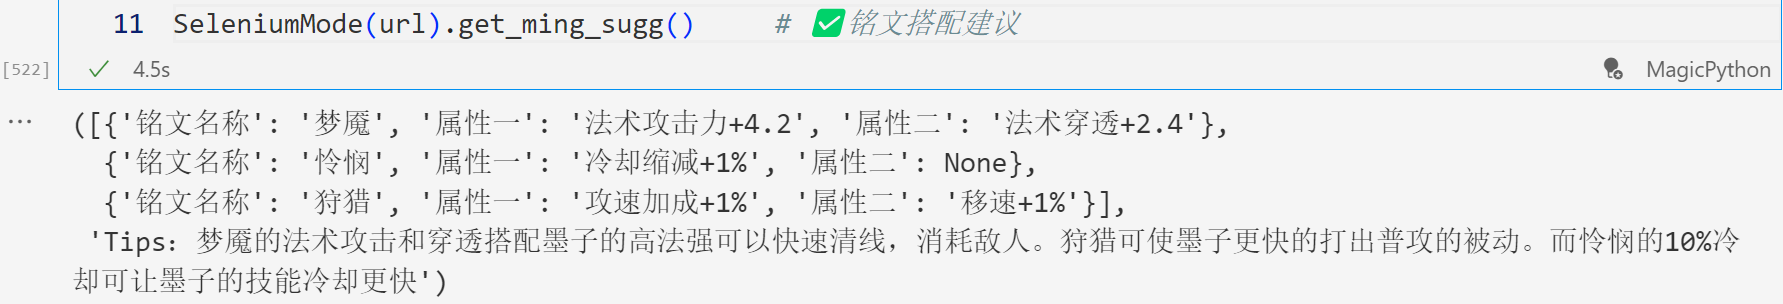 11 SeleniumMode(url).get_ming_sugg() # ✅铭文搭配建议
[522] ✓ 4.5s MagicPython
... ([{'铭文名称': '梦魇', '属性一': '法术攻击力+4.2', '属性二': '法术穿透+2.4'},
{'铭文名称': '怜悯', '属性一': '冷却缩减+1%', '属性二': None},
{'铭文名称': '狩猎', '属性一': '攻速加成+1%', '属性二': '移速+1%'}],
'Tips：梦魇的法术攻击和穿透搭配墨子的高法强可以快速清线，消耗敌人。狩猎可使墨子更快的打出普攻的被动。而怜悯的10%冷
却可让墨子的技能冷却更快')